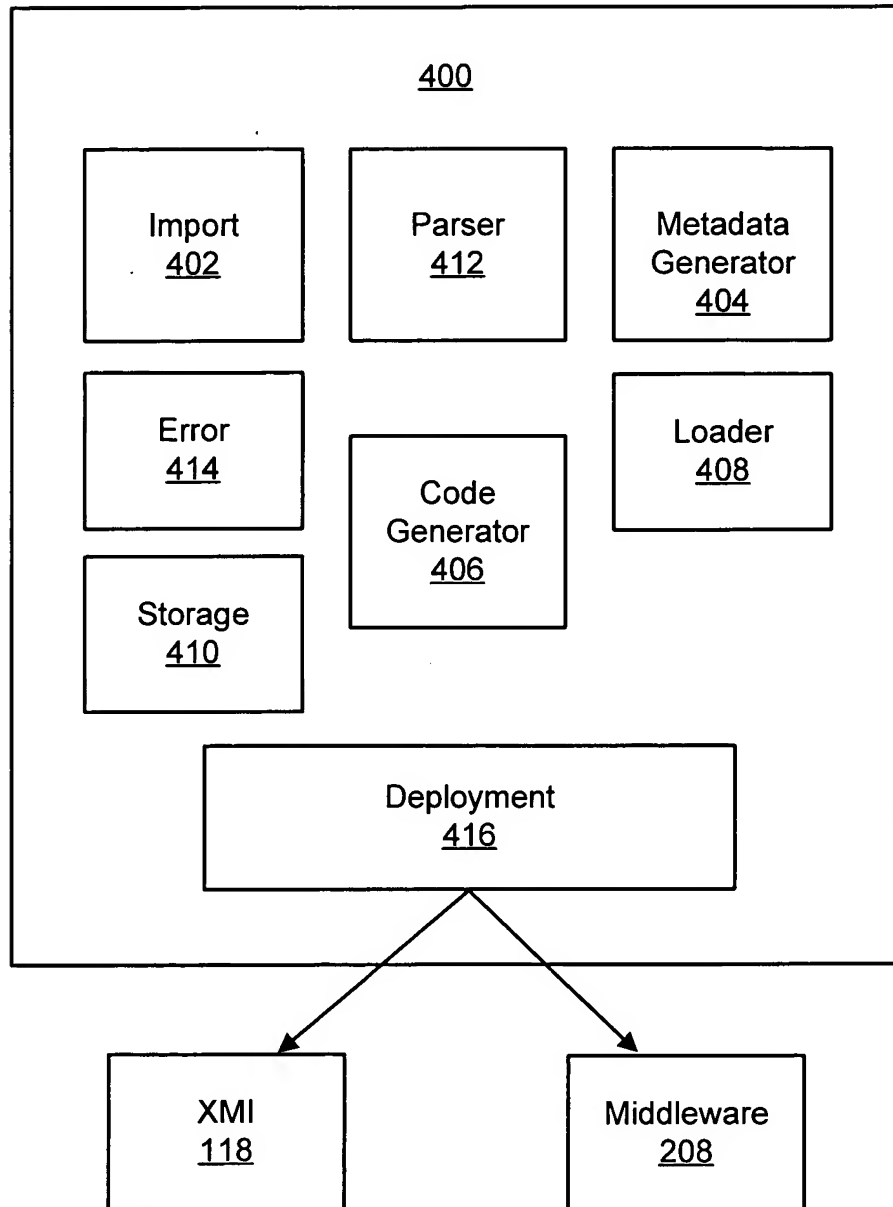 400
Import
402
Parser
412
Metadata
Generator
404
Error
414
Code
Generator
406
Loader
408
Storage
410
Deployment
416
XMI
118
Middleware
208